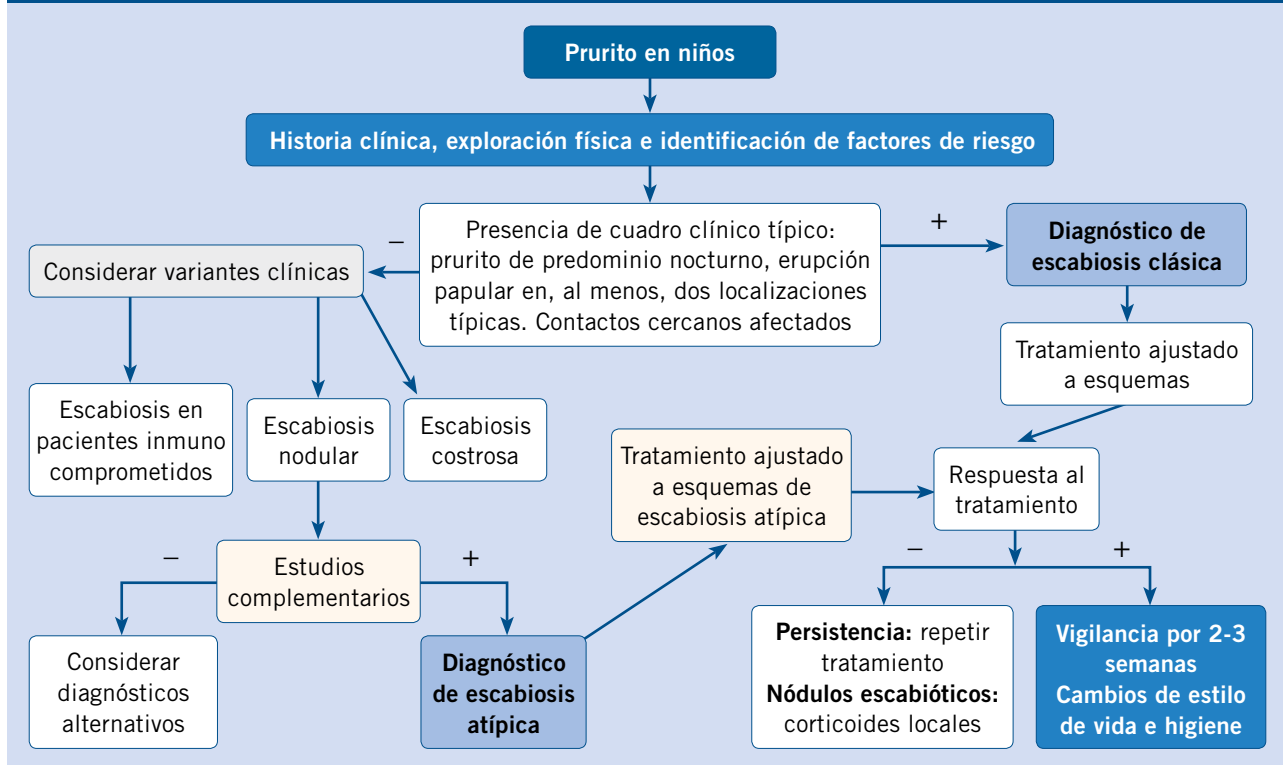 Prurito en niños
Historia clínica, exploración física e identificación de factores de riesgo
Presencia de cuadro clínico típico:
prurito de predominio nocturno, erupción
papular en, al menos, dos localizaciones
típicas. Contactos cercanos afectados
+
Diagnóstico de
escabiosis clásica
Tratamiento ajustado
a esquemas
–
Considerar variantes clínicas
Escabiosis en
pacientes inmuno
comprometidos
Escabiosis
nodular
Escabiosis
costrosa
Estudios
complementarios
–
Considerar
diagnósticos
alternativos
+
Diagnóstico
de escabiosis
atípica
Tratamiento ajustado
a esquemas de
escabiosis atípica
Respuesta al
tratamiento
–
Persistencia: repetir
tratamiento
Nódulos escabióticos:
corticoides locales
+
Vigilancia por 2-3
semanas
Cambios de estilo
de vida e higiene